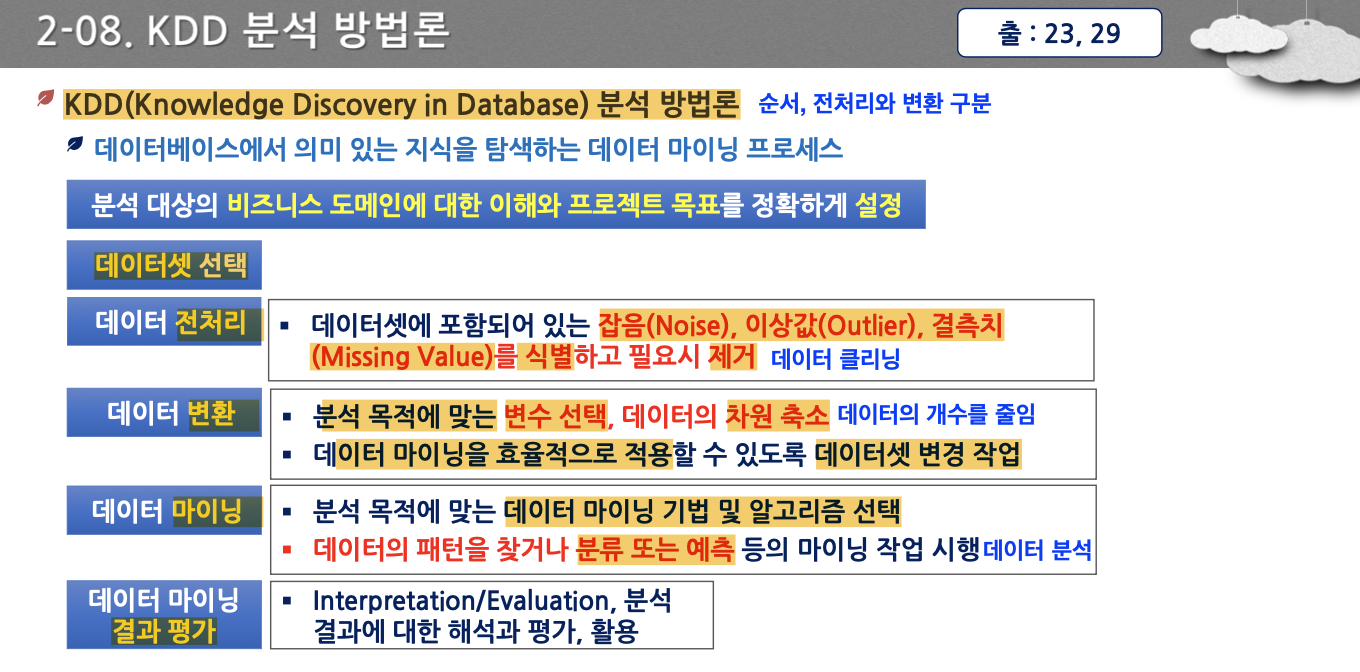 2-08. KDD 분석 방법론
출 : 23, 29
KDD(Knowledge Discovery in Database) 분석 방법론 순서, 전처리와 변환 구분
데이터베이스에서 의미 있는 지식을 탐색하는 데이터 마이닝 프로세스
분석 대상의 비즈니스 도메인에 대한 이해와 프로젝트 목표를 정확하게 설정
데이터셋 선택
데이터 전처리
▪ 데이터셋에 포함되어 있는 잡음(Noise), 이상값(Outlier), 결측치
(Missing Value)를 식별하고 필요시 제거 데이터 클리닝
데이터 변환
▪ 분석 목적에 맞는 변수 선택, 데이터의 차원 축소 데이터의 개수를 줄임
▪ 데이터 마이닝을 효율적으로 적용할 수 있도록 데이터셋 변경 작업
데이터 마이닝
▪ 분석 목적에 맞는 데이터 마이닝 기법 및 알고리즘 선택
▪ 데이터의 패턴을 찾거나 분류 또는 예측 등의 마이닝 작업 시행 데이터 분석
데이터 마이닝
결과 평가
▪ Interpretation/Evaluation, 분석
결과에 대한 해석과 평가, 활용